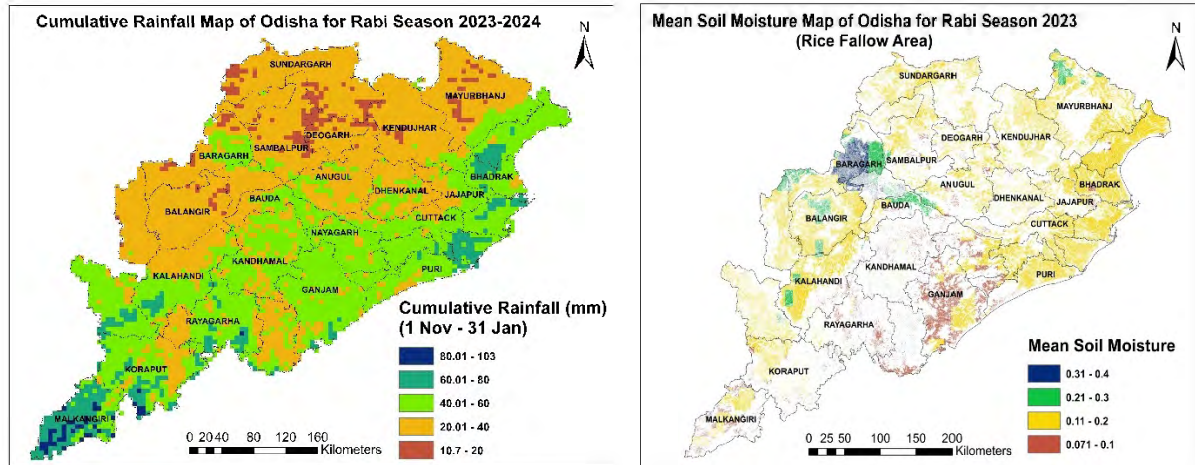 Cumulative Rainfall Map of Odisha for Rabi Season 2023-2024
N
SUNDARGARH
MAYURBHANJ
DEOGARH
KENDUJHAR
SAMBALPUR
BARAGARH
BHADRAK
ANUGUL
DHENKANAL
JAJAPUR
BAUDA
BALANGIR
CUTTACK
NAYAGARH
KANDHAMAL
PURI
KALAHANDI
GANJAM
RAYAGARHA
KORAPUT
MALKANGIRI
Cumulative Rainfall (mm)
(1 Nov - 31 Jan)
80.01 - 103
60.01 - 80
40.01 - 60
20.01 - 40
10.7 - 20
0 20 40 80 120 160
Kilometers
Mean Soil Moisture Map of Odisha for Rabi Season 2023
(Rice Fallow Area)
N
SUNDARGARH
MAYURBHANJ
DEOGARH
KENDUJHAR
BARAGARH
SAMBALPUR
BHADRAK
ANUGUL
DHENKANAL
JAJAPUR
BAUDA
BALANGIR
CUTTACK
KANDHAMAL
PURI
KALAHANDI
GANJAM
RAYAGARHA
KORAPUT
MALKANGIRI
Mean Soil Moisture
0.31 - 0.4
0.21 - 0.3
0.11 - 0.2
0.071 - 0.1
0 25 50 100 150 200
Kilometers